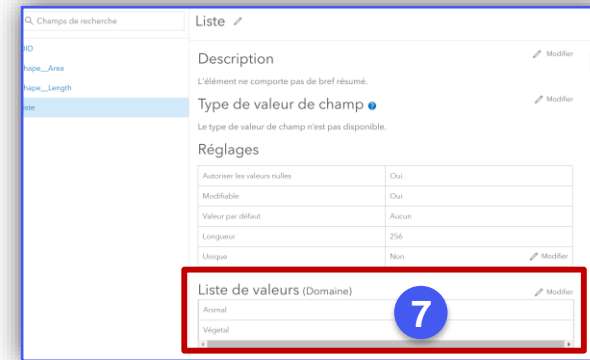 Champs de recherche
Liste
Description
Modifier
L'élément ne comporte pas de bref résumé.
Type de valeur de champ
Modifier
Le type de valeur de champ n'est pas disponible.
Réglages
Autoriser les valeurs nulles Oui
Modifiable Oui
Valeur par défaut Aucun
Longueur 256
Unique Non Modifier
Liste de valeurs (Domaine)
Modifier
Animal
Végetal
7
JID
hape__Area
hape__Length
iste